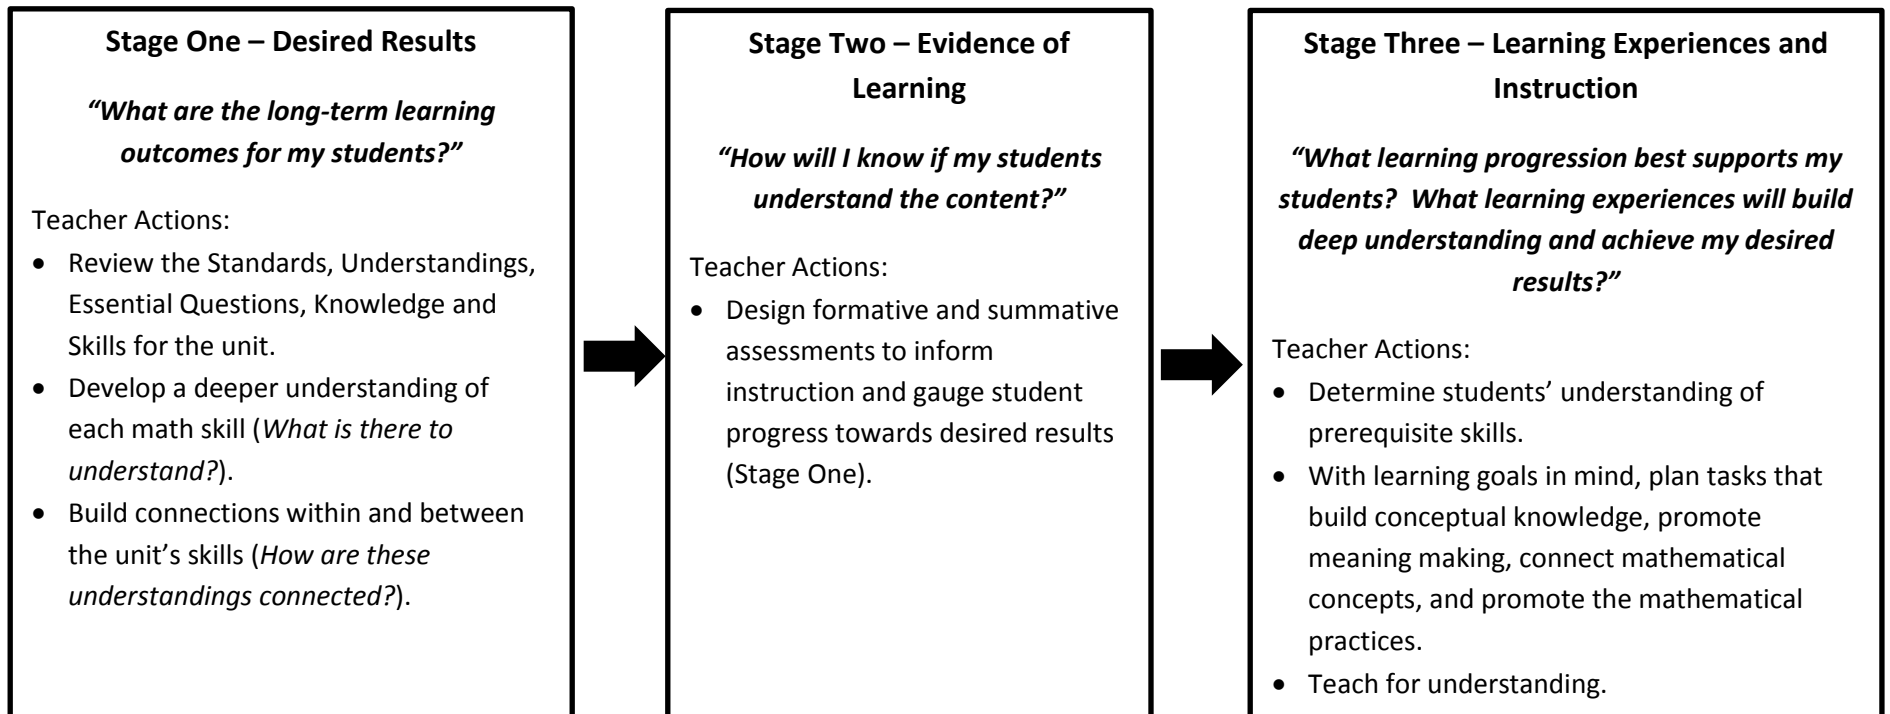 Stage One – Desired Results
“What are the long-term learning
outcomes for my students?”
Teacher Actions:
• Review the Standards, Understandings,
Essential Questions, Knowledge and
Skills for the unit.
• Develop a deeper understanding of
each math skill (What is there to
understand?).
• Build connections within and between
the unit’s skills (How are these
understandings connected?).
Stage Two – Evidence of
Learning
“How will I know if my students
understand the content?”
Teacher Actions:
• Design formative and summative
assessments to inform
instruction and gauge student
progress towards desired results
(Stage One).
Stage Three – Learning Experiences and
Instruction
“What learning progression best supports my
students?  What learning experiences will build
deep understanding and achieve my desired
results?”
Teacher Actions:
• Determine students’ understanding of
prerequisite skills.
• With learning goals in mind, plan tasks that
build conceptual knowledge, promote
meaning making, connect mathematical
concepts, and promote the mathematical
practices.
• Teach for understanding.